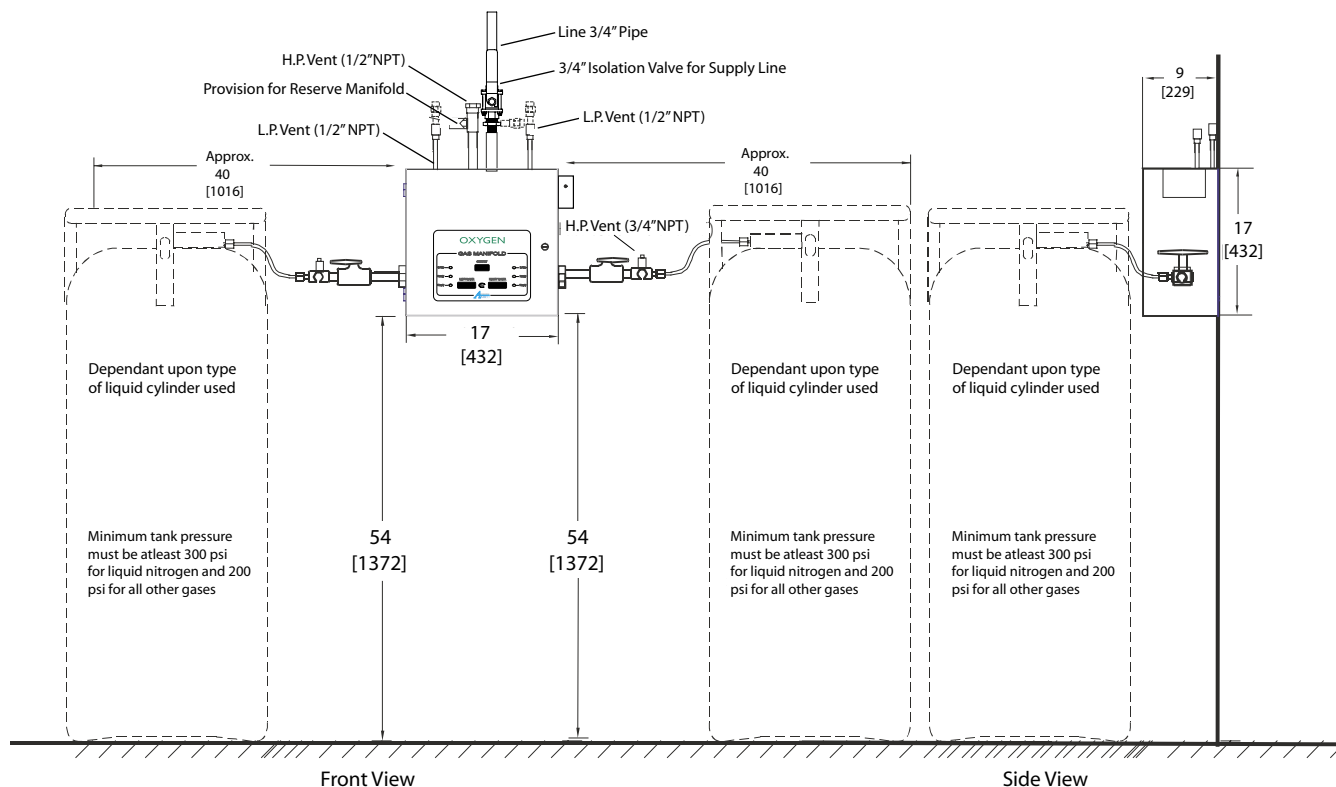 Line 3/4" Pipe
H.P. Vent (1/2" NPT)
3/4" Isolation Valve for Supply Line
Provision for Reserve Manifold
L.P. Vent (1/2" NPT)
L.P. Vent (1/2" NPT)
9
[229]
Approx.
40
[1016]
Approx.
40
[1016]
H.P. Vent (3/4" NPT)
17
[432]
OXYGEN
GAS MANIFOLD
17
[432]
Dependant upon type
of liquid cylinder used
Dependant upon type
of liquid cylinder used
Dependant upon type
of liquid cylinder used
54
[1372]
54
[1372]
Minimum tank pressure
must be atleast 300 psi
for liquid nitrogen and 200
psi for all other gases
Minimum tank pressure
must be atleast 300 psi
for liquid nitrogen and 200
psi for all other gases
Minimum tank pressure
must be atleast 300 psi
for liquid nitrogen and 200
psi for all other gases
Front View
Side View